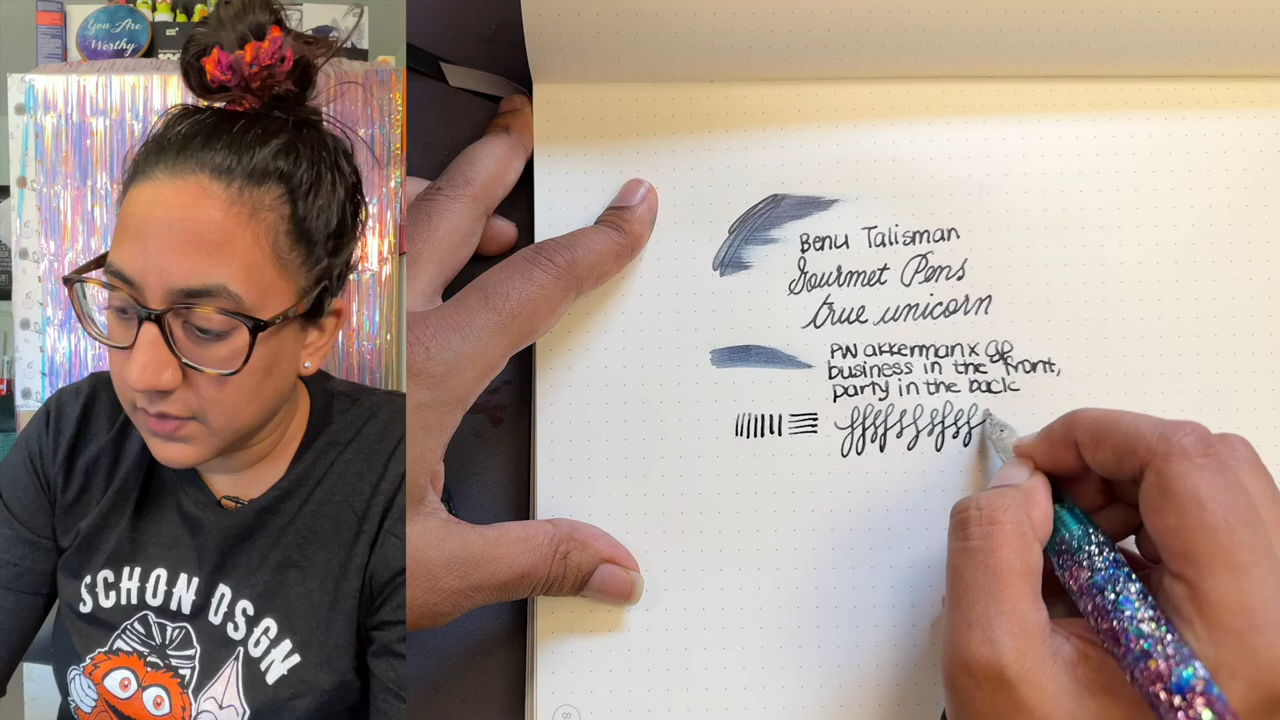 You Are
Worthy
SCHON DSGN
Benu Talisman
Gourmet Pens
true unicorn
PW akkerman x gp
business in the front,
party in the back